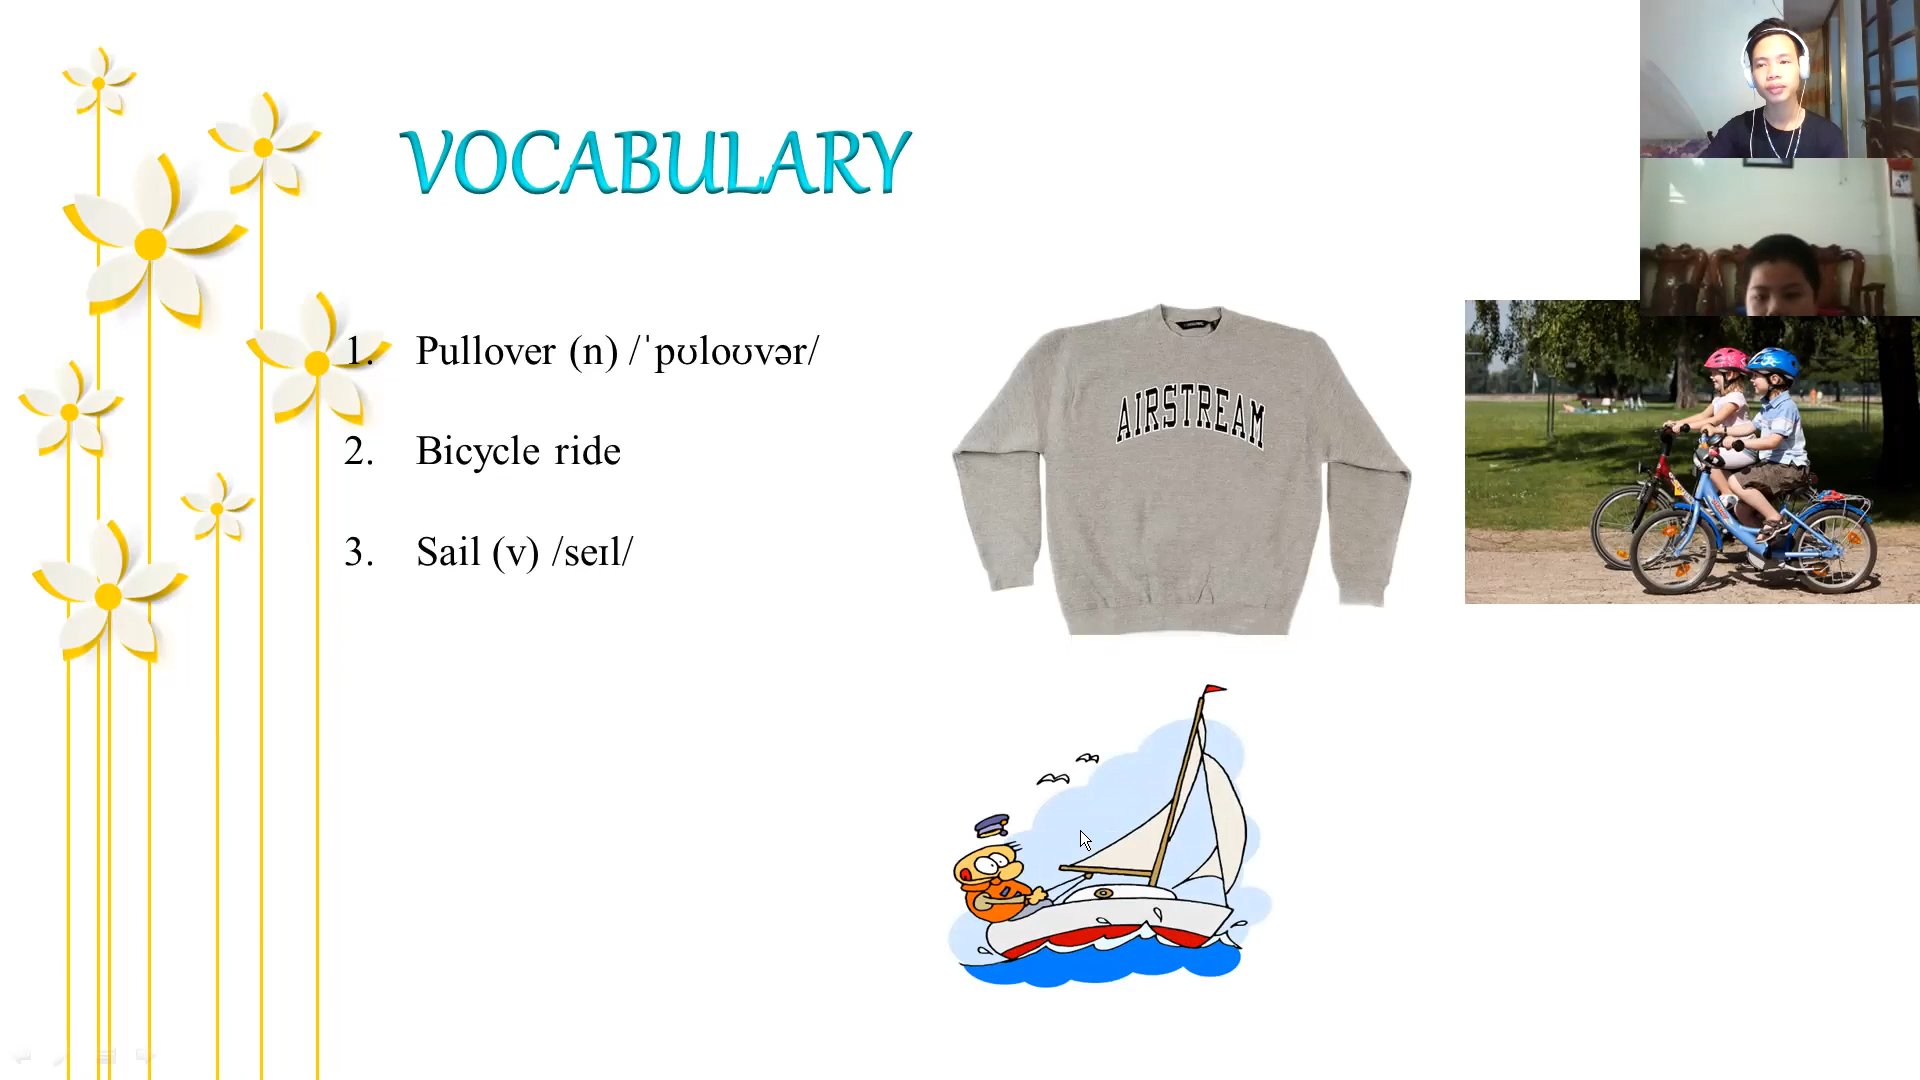 VOCABULARY
1. Pullover (n) /ˈpʊloʊvər/
2. Bicycle ride
3. Sail (v) /seɪl/
AIRSTREAM